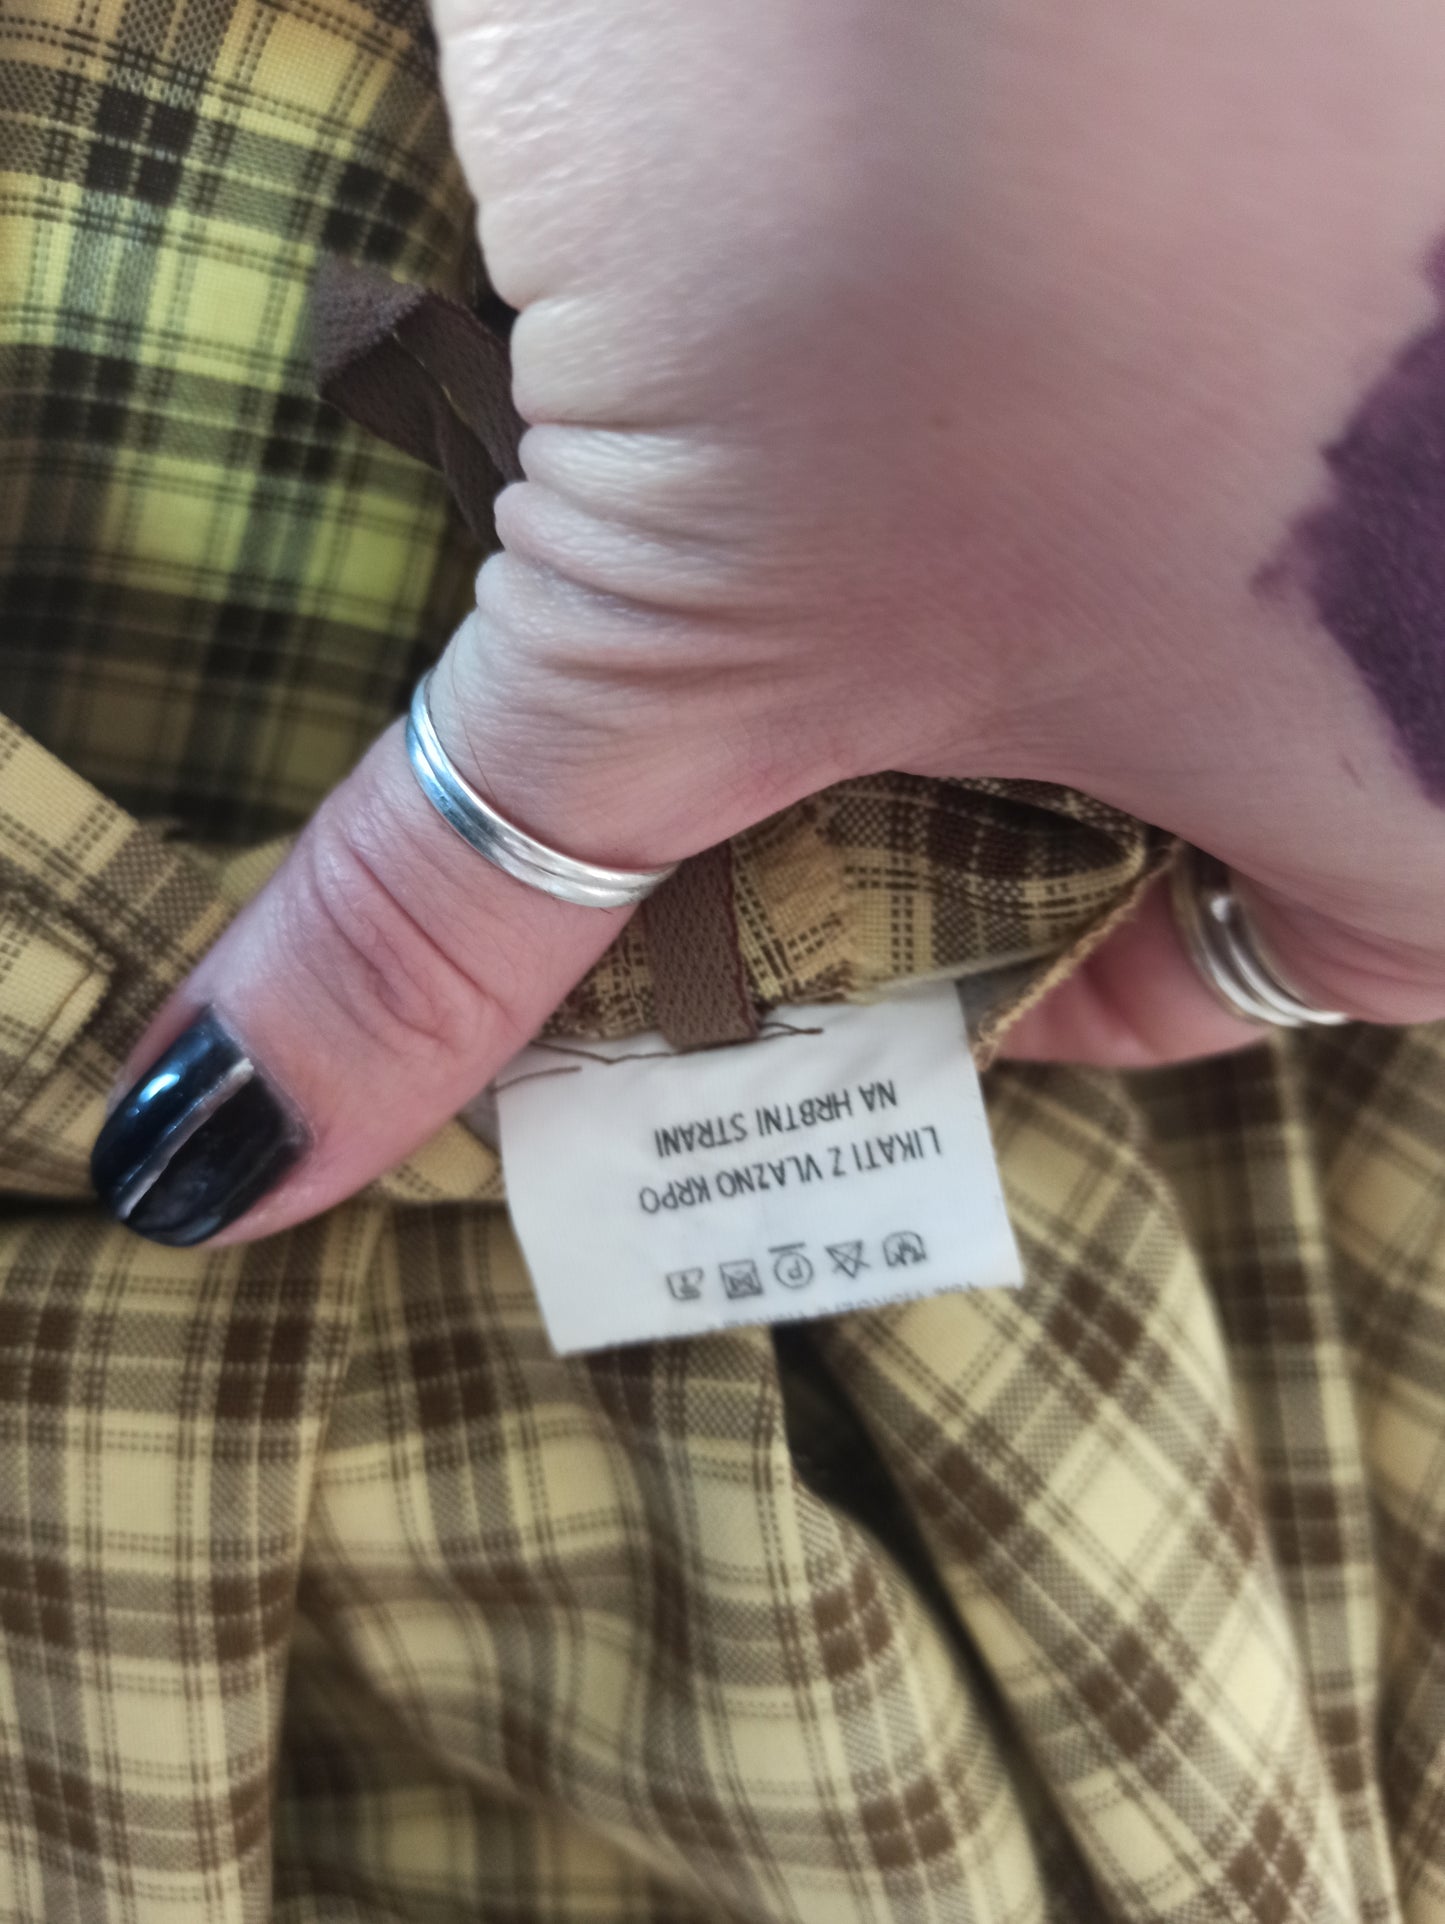 P
LIKATI Z VLAZNO KRPO
NA HRBTNI STRANI